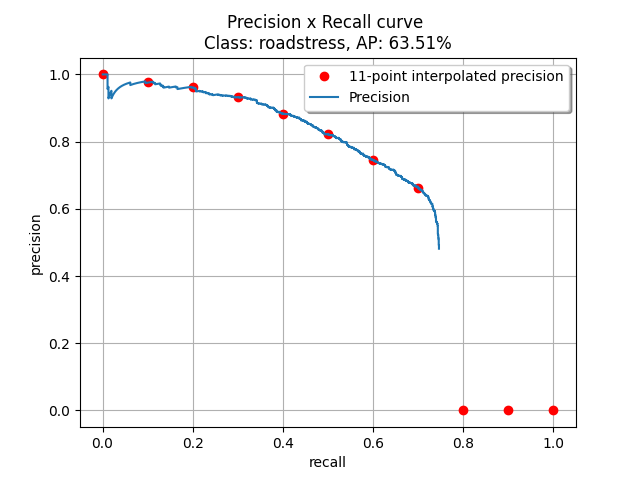 Precision x Recall curve
Class: roadstress, AP: 63.51%
11-point interpolated precision
Precision
1.0
0.8
0.6
0.4
0.2
0.0
precision
0.0 0.2 0.4 0.6 0.8 1.0
recall